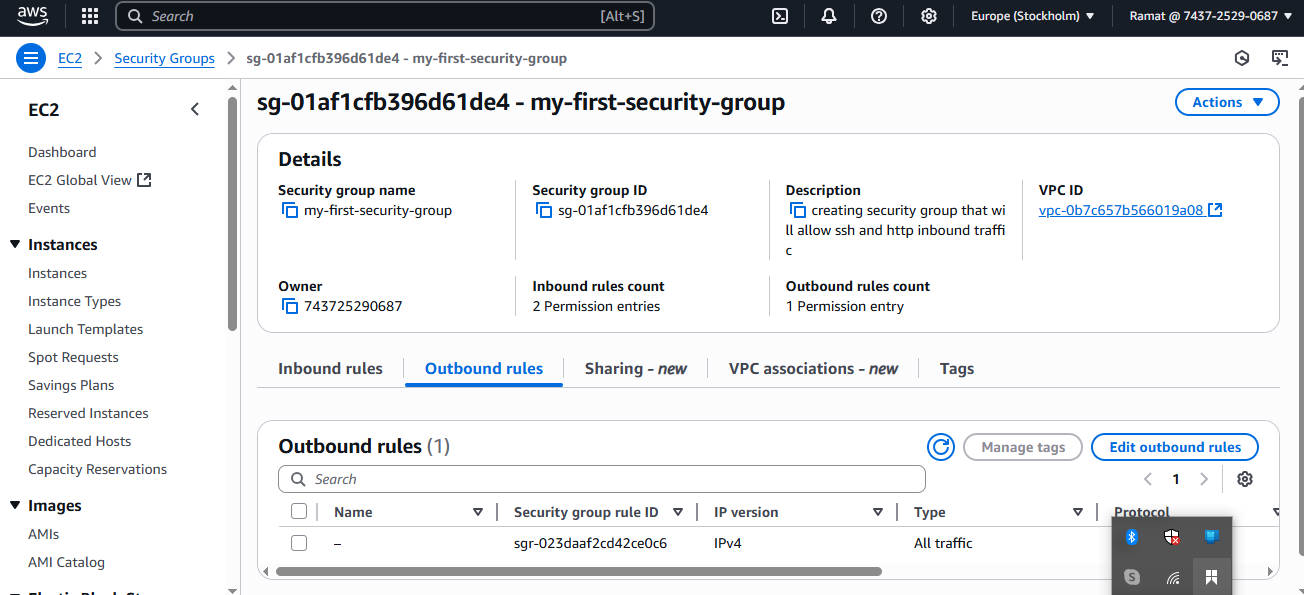 aws
Search [Alt+S]
Europe (Stockholm)
Ramat @ 7437-2529-0687
EC2 > Security Groups > sg-01af1cfb396d61de4 - my-first-security-group
EC2
Dashboard
EC2 Global View
Events
Instances
Instances
Instance Types
Launch Templates
Spot Requests
Savings Plans
Reserved Instances
Dedicated Hosts
Capacity Reservations
Images
AMIs
AMI Catalog
sg-01af1cfb396d61de4 - my-first-security-group
Actions
Details
Security group name
my-first-security-group
Security group ID
sg-01af1cfb396d61de4
Description
creating security group that wi
ll allow ssh and http inbound traffi
c
VPC ID
vpc-0b7c657b566019a08
Owner
743725290687
Inbound rules count
2 Permission entries
Outbound rules count
1 Permission entry
Inbound rules
Outbound rules
Sharing - new
VPC associations - new
Tags
Outbound rules (1)
Manage tags
Edit outbound rules
Search
1
Name Security group rule ID IP version Type Protocol
– sgr-023daaf2cd42ce0c6 IPv4 All traffic